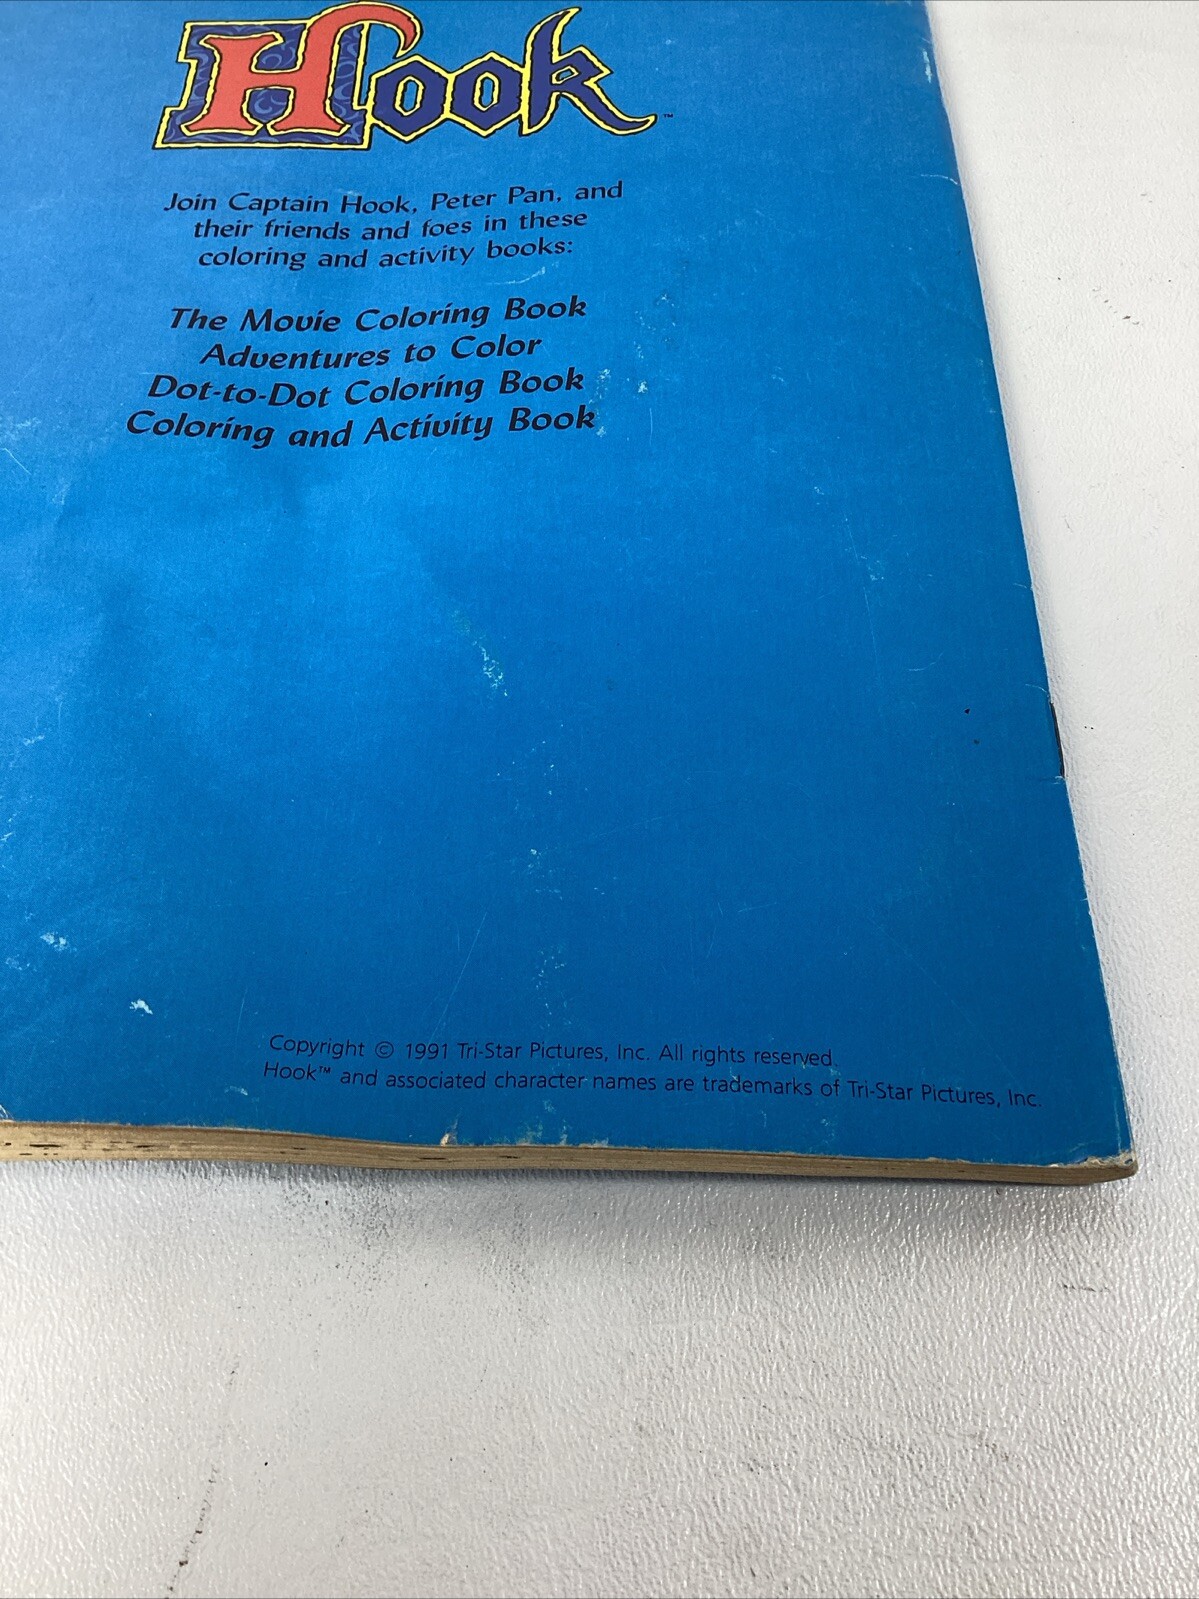 Hook™
Join Captain Hook, Peter Pan, and
their friends and foes in these
coloring and activity books:
The Movie Coloring Book
Adventures to Color
Dot-to-Dot Coloring Book
Coloring and Activity Book
Copyright © 1991 Tri-Star Pictures, Inc. All rights reserved.
Hook™ and associated character names are trademarks of Tri-Star Pictures, Inc.